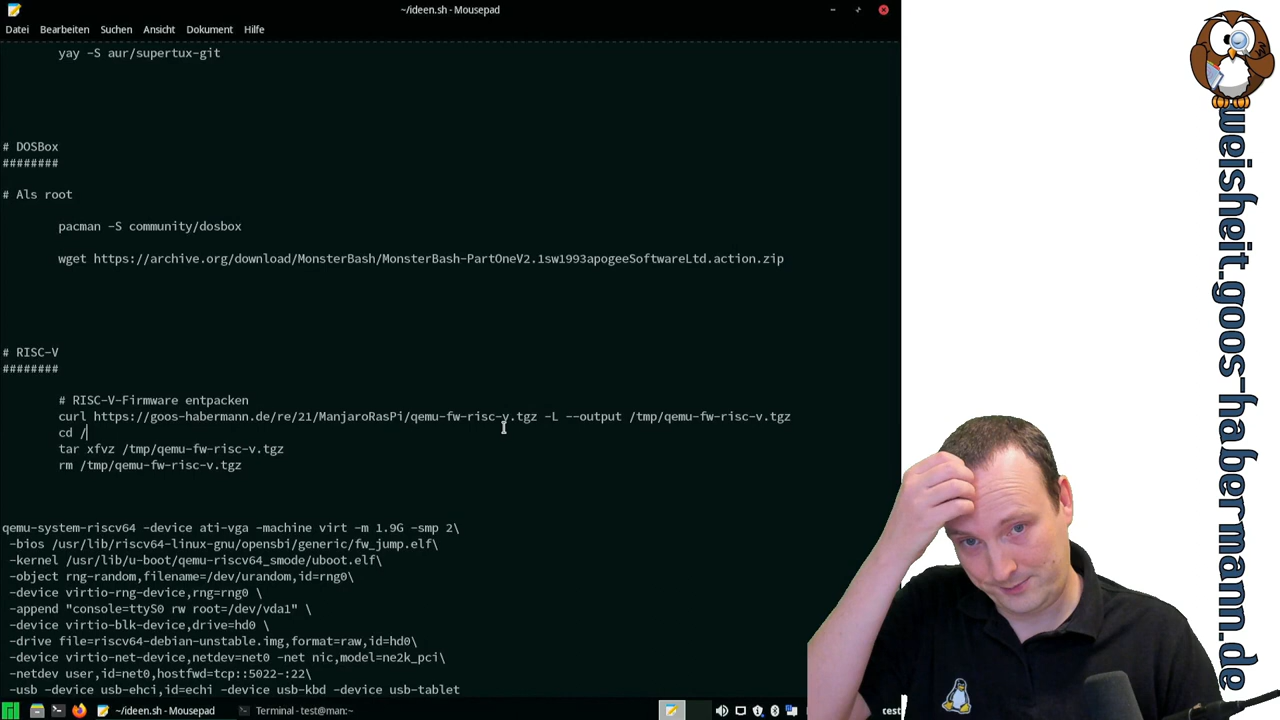 ~/ideen.sh - Mousepad
Datei Bearbeiten Suchen Ansicht Dokument Hilfe
yay -S aur/supertux-git
# DOSBox
########
# Als root
pacman -S community/dosbox
wget https://archive.org/download/MonsterBash/MonsterBash-PartOneV2.1sw1993apogeeSoftwareLtd.action.zip
# RISC-V
########
# RISC-V-Firmware entpacken
curl https://goos-habermann.de/re/21/ManjaroRasPi/qemu-fw-risc-v.tgz -L --output /tmp/qemu-fw-risc-v.tgz
cd /
tar xfvz /tmp/qemu-fw-risc-v.tgz
rm /tmp/qemu-fw-risc-v.tgz
qemu-system-riscv64 -device ati-vga -machine virt -m 1.9G -smp 2\
-bios /usr/lib/riscv64-linux-gnu/opensbi/generic/fw_jump.elf\
-kernel /usr/lib/u-boot/qemu-riscv64_smode/uboot.elf\
-object rng-random,filename=/dev/urandom,id=rng0\
-device virtio-rng-device,rng=rng0 \
-append "console=ttyS0 rw root=/dev/vda1" \
-device virtio-blk-device,drive=hd0 \
-drive file=riscv64-debian-unstable.img,format=raw,id=hd0\
-device virtio-net-device,netdev=net0 -net nic,model=ne2k_pci\
-netdev user,id=net0,hostfwd=tcp::5022-:22\
-usb -device usb-ehci,id=echi -device usb-kbd -device usb-tablet
~/ideen.sh - Mousepad
Terminal - test@man:~
test
weisheit.goos-habermann.de